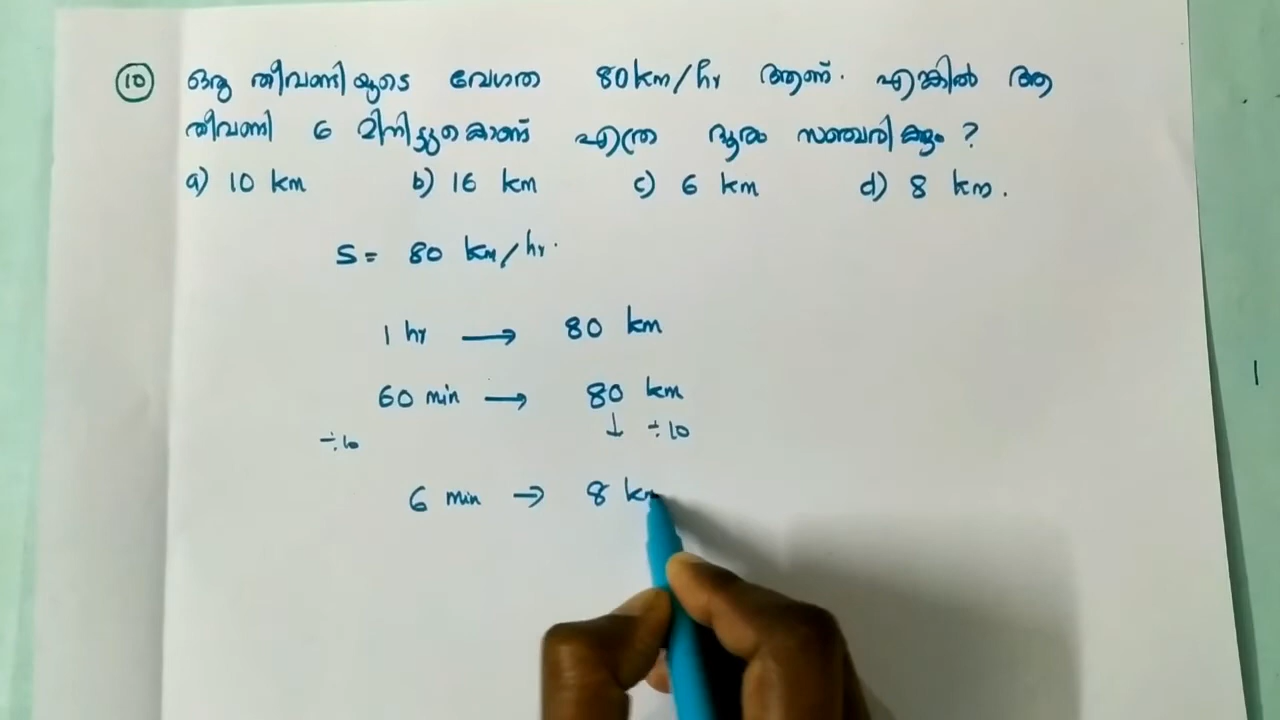 10 ഒരു തീവണ്ടിയുടെ വേഗത 80km/hr ആണ്. എങ്കിൽ ആ
തീവണ്ടി 6 മിനിട്ടുകൊണ്ട് എത്ര ദൂരം സഞ്ചരിക്കും ?
a) 10 km b) 16 km c) 6 km d) 8 km.
S = 80 km/hr.
1 hr → 80 km
60 min → 80 km
÷10 ↓ ÷10
6 min → 8 km